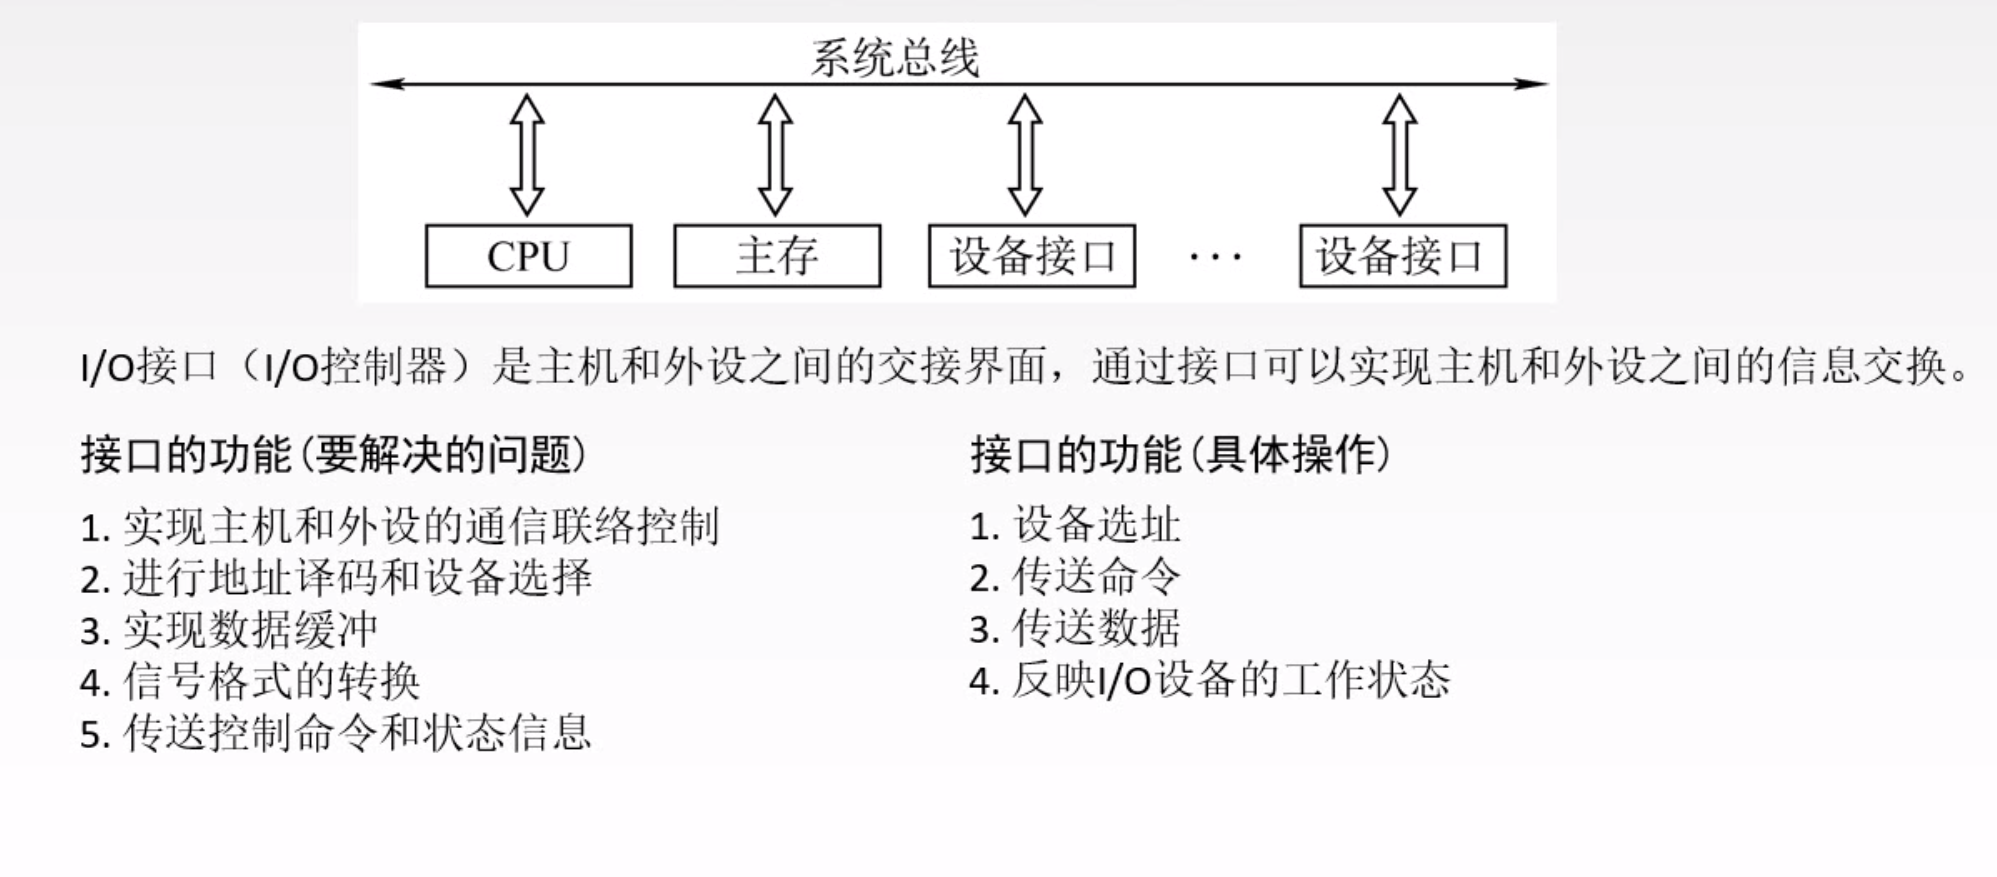 系统总线
CPU 主存 设备接口 ··· 设备接口
I/O接口（I/O控制器）是主机和外设之间的交接界面，通过接口可以实现主机和外设之间的信息交换。
接口的功能(要解决的问题)
1. 实现主机和外设的通信联络控制
2. 进行地址译码和设备选择
3. 实现数据缓冲
4. 信号格式的转换
5. 传送控制命令和状态信息
接口的功能(具体操作)
1. 设备选址
2. 传送命令
3. 传送数据
4. 反映I/O设备的工作状态